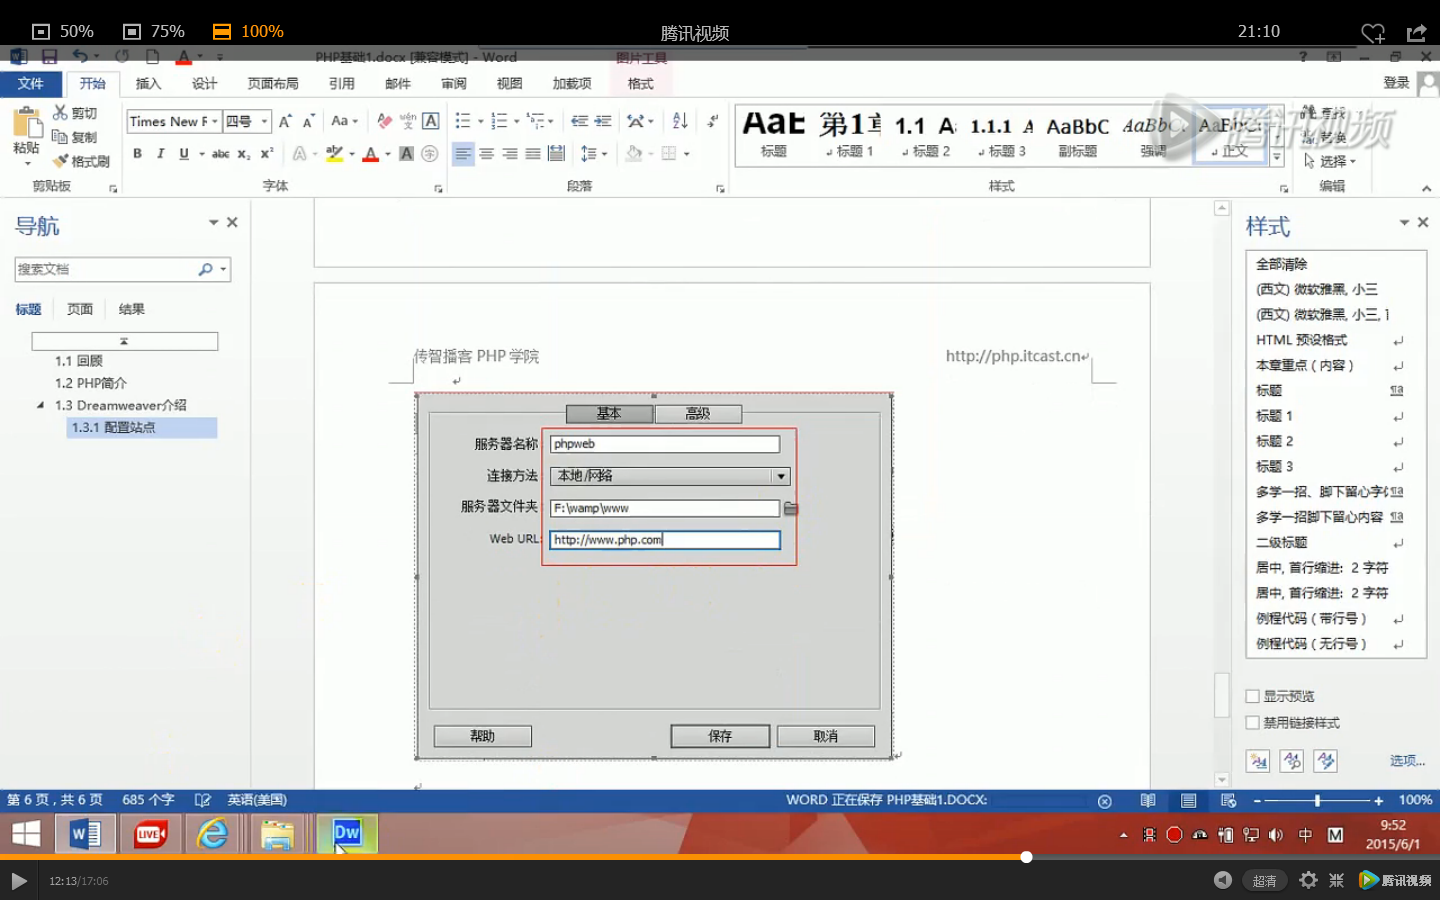 50% 75% 100% 腾讯视频 21:10
PHP基础1.docx [兼容模式] - Word 图片工具
文件 开始 插入 设计 页面布局 引用 邮件 审阅 视图 加载项 格式 登录
剪切
复制
格式刷
粘贴
剪贴板
Times New F 四号
字体
段落
AaB 第1章 1.1 A 1.1.1 A AaBbC AaBbC AaBbC
标题 标题 1 标题 2 标题 3 副标题 强调 正文
样式
查找
替换
选择
编辑
腾讯视频
导航
搜索文档
标题 页面 结果
1.1 回顾
1.2 PHP简介
1.3 Dreamweaver介绍
1.3.1 配置站点
传智播客 PHP 学院 http://php.itcast.cn
基本 高级
服务器名称 phpweb
连接方法 本地/网络
服务器文件夹 F:\wamp\www
Web URL: http://www.php.com
帮助 保存 取消
样式
全部清除
(西文) 微软雅黑, 小三
(西文) 微软雅黑, 小三,
HTML 预设格式
本章重点（内容）
标题
标题 1
标题 2
标题 3
多学一招、脚下留心字
多学一招脚下留心内容
二级标题
居中, 首行缩进: 2 字符
居中, 首行缩进: 2 字符
例程代码（带行号）
例程代码（无行号）
显示预览
禁用链接样式
选项...
第 6 页，共 6 页 685 个字 英语(美国) WORD 正在保存 PHP基础1.DOCX: 100%
LIVE Dw 中 M 9:52
2015/6/1
12:13/17:06 超清 腾讯视频